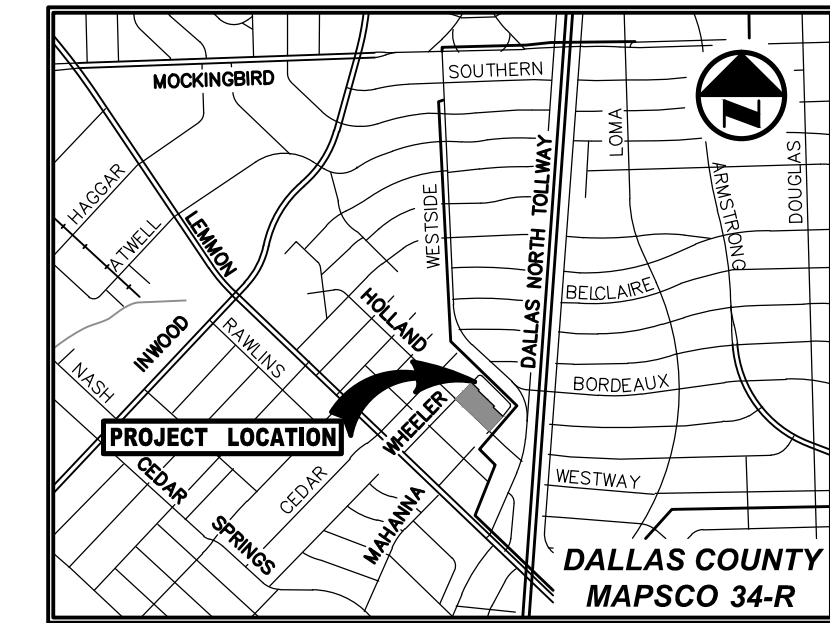 MOCKINGBIRD
SOUTHERN
LOMA
DOUGLAS
ARMSTRONG
HAGGAR
ATWELL
LEMMON
WESTSIDE
DALLAS NORTH TOLLWAY
BELCLAIRE
HOLLAND
INWOOD
RAWLINS
NASH
BORDEAUX
WHEELER
PROJECT LOCATION
CEDAR
SPRINGS
CEDAR
MAHANNA
WESTWAY
DALLAS COUNTY
MAPSCO 34-R
N